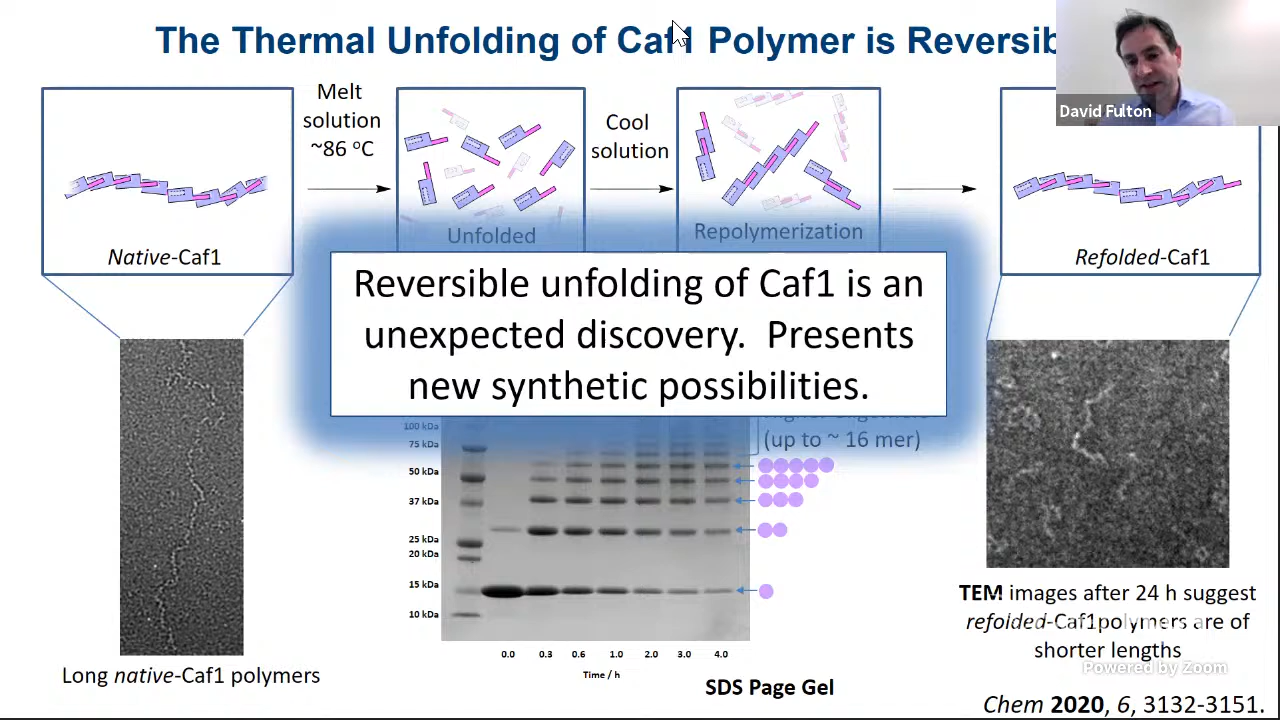 The Thermal Unfolding of Caf1 Polymer is Reversib
David Fulton
Melt
solution
~86 ºC
Cool
solution
Native-Caf1
Unfolded
Repolymerization
Refolded-Caf1
Reversible unfolding of Caf1 is an
unexpected discovery. Presents
new synthetic possibilities.
(up to ~ 16 mer)
100 kDa
75 kDa
50 kDa
37 kDa
25 kDa
20 kDa
15 kDa
10 kDa
0.0 0.3 0.6 1.0 2.0 3.0 4.0
Time / h
SDS Page Gel
Long native-Caf1 polymers
TEM images after 24 h suggest
refolded-Caf1polymers are of
shorter lengths
Powered by Zoom
Chem 2020, 6, 3132-3151.